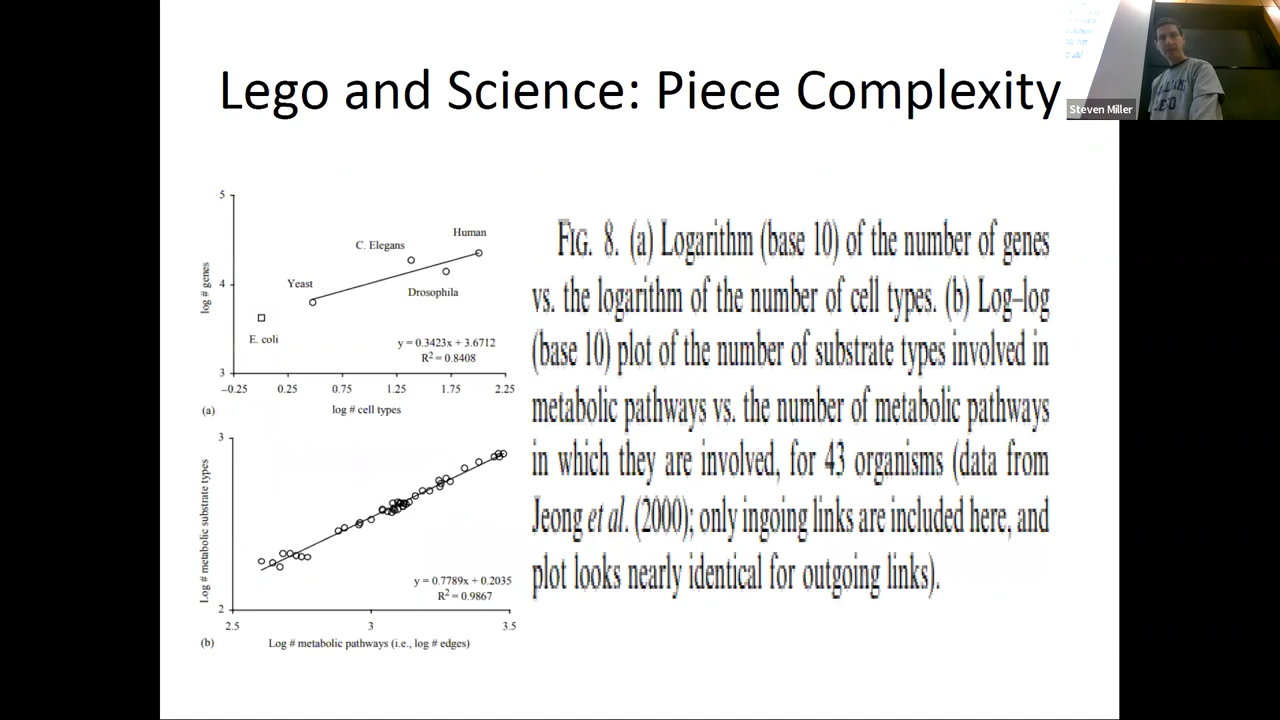 Lego and Science: Piece Complexity
Steven Miller
5
4
3
log # genes
Human
C. Elegans
Yeast
Drosophila
E. coli
y = 0.3423x + 3.6712
R2 = 0.8408
−0.25 0.25 0.75 1.25 1.75 2.25
(a)
log # cell types
3
2
Log # metabolic substrate types
y = 0.7789x + 0.2035
R2 = 0.9867
2.5 3 3.5
(b)
Log # metabolic pathways (i.e., log # edges)
FIG. 8. (a) Logarithm (base 10) of the number of genes
vs. the logarithm of the number of cell types. (b) Log–log
(base 10) plot of the number of substrate types involved in
metabolic pathways vs. the number of metabolic pathways
in which they are involved, for 43 organisms (data from
Jeong et al. (2000); only ingoing links are included here, and
plot looks nearly identical for outgoing links).